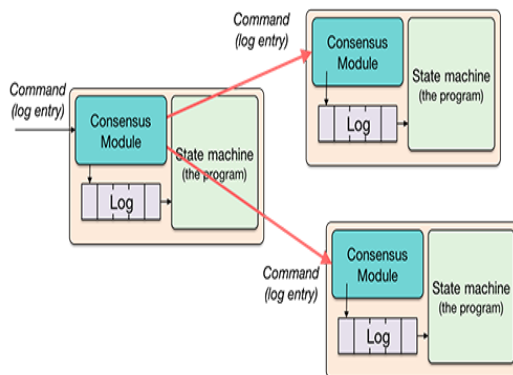 Command
(log entry)
Consensus
Module
State machine
(the program)
Log
Command
(log entry)
Consensus
Module
State machine
(the program)
Log
Command
(log entry)
Consensus
Module
State machine
(the program)
Log